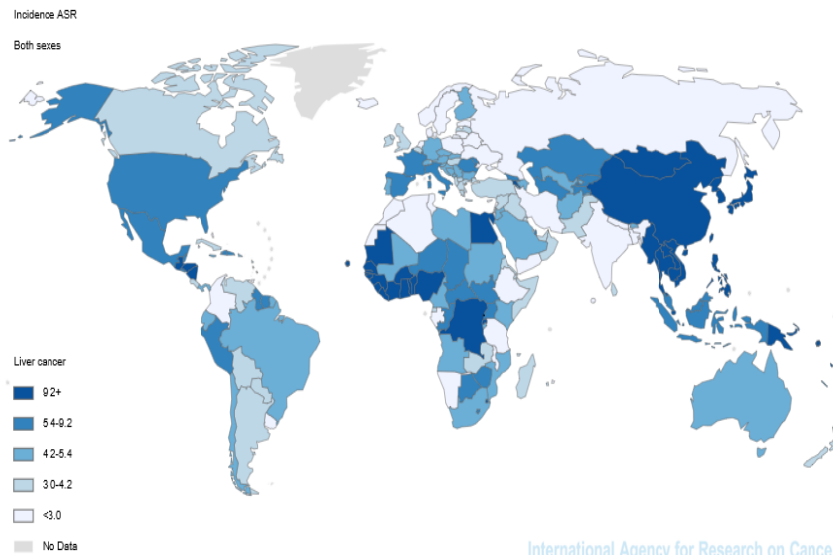 Incidence ASR
Both sexes
Liver cancer
9.2+
5.4-9.2
4.2-5.4
3.0-4.2
<3.0
No Data
International Agency for Research on Cance